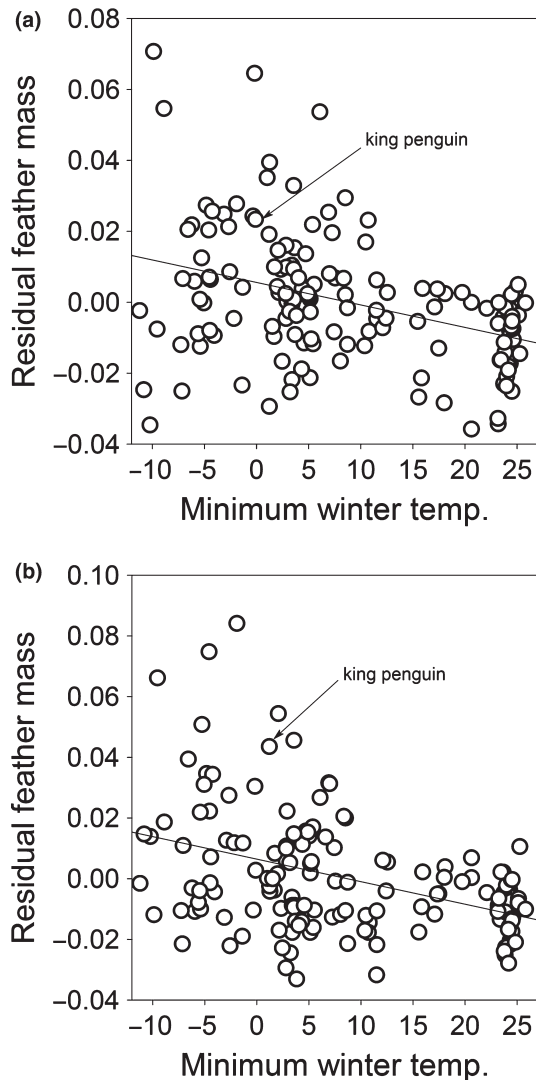 (a)
0.08
0.06
0.04
0.02
0.00
−0.02
−0.04
Residual feather mass
king penguin
−10 −5 0 5 10 15 20 25
Minimum winter temp.
(b)
0.10
0.08
0.06
0.04
0.02
0.00
−0.02
−0.04
Residual feather mass
king penguin
−10 −5 0 5 10 15 20 25
Minimum winter temp.